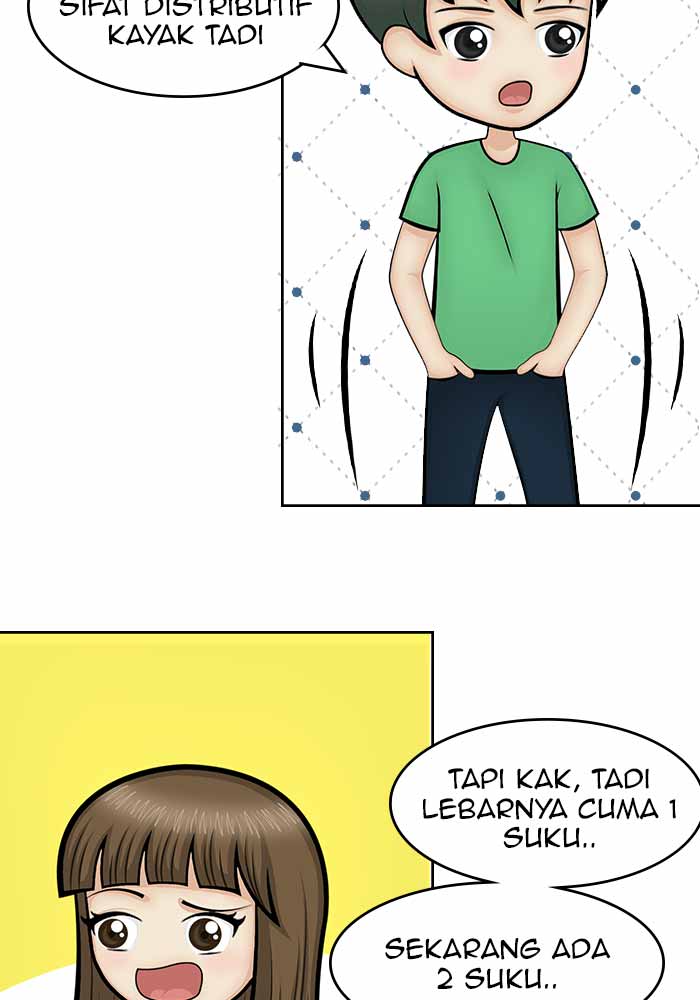 SIFAT DISTRIBUTIF
KAYAK TADI
TAPI KAK, TADI
LEBARNYA CUMA 1
SUKU..
SEKARANG ADA
2 SUKU..